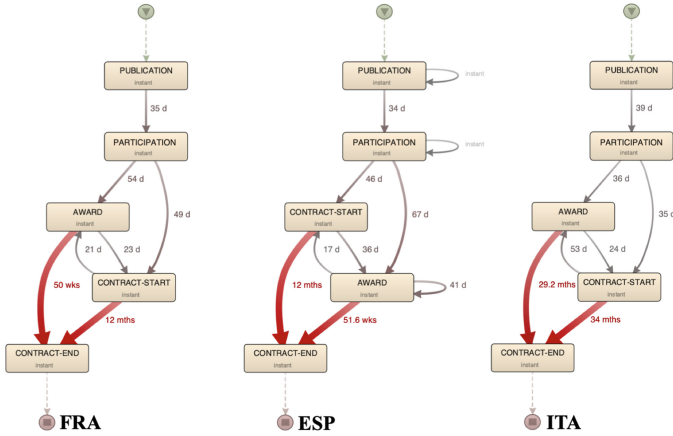 PUBLICATION
instant
35 d
PARTICIPATION
instant
54 d
49 d
AWARD
instant
21 d
23 d
50 wks
CONTRACT-START
instant
12 mths
CONTRACT-END
instant
FRA
PUBLICATION
instant
instant
34 d
PARTICIPATION
instant
instant
46 d
67 d
CONTRACT-START
instant
17 d
36 d
12 mths
AWARD
instant
41 d
51.6 wks
CONTRACT-END
instant
ESP
PUBLICATION
instant
39 d
PARTICIPATION
instant
36 d
35 d
AWARD
instant
53 d
24 d
29.2 mths
CONTRACT-START
instant
34 mths
CONTRACT-END
instant
ITA